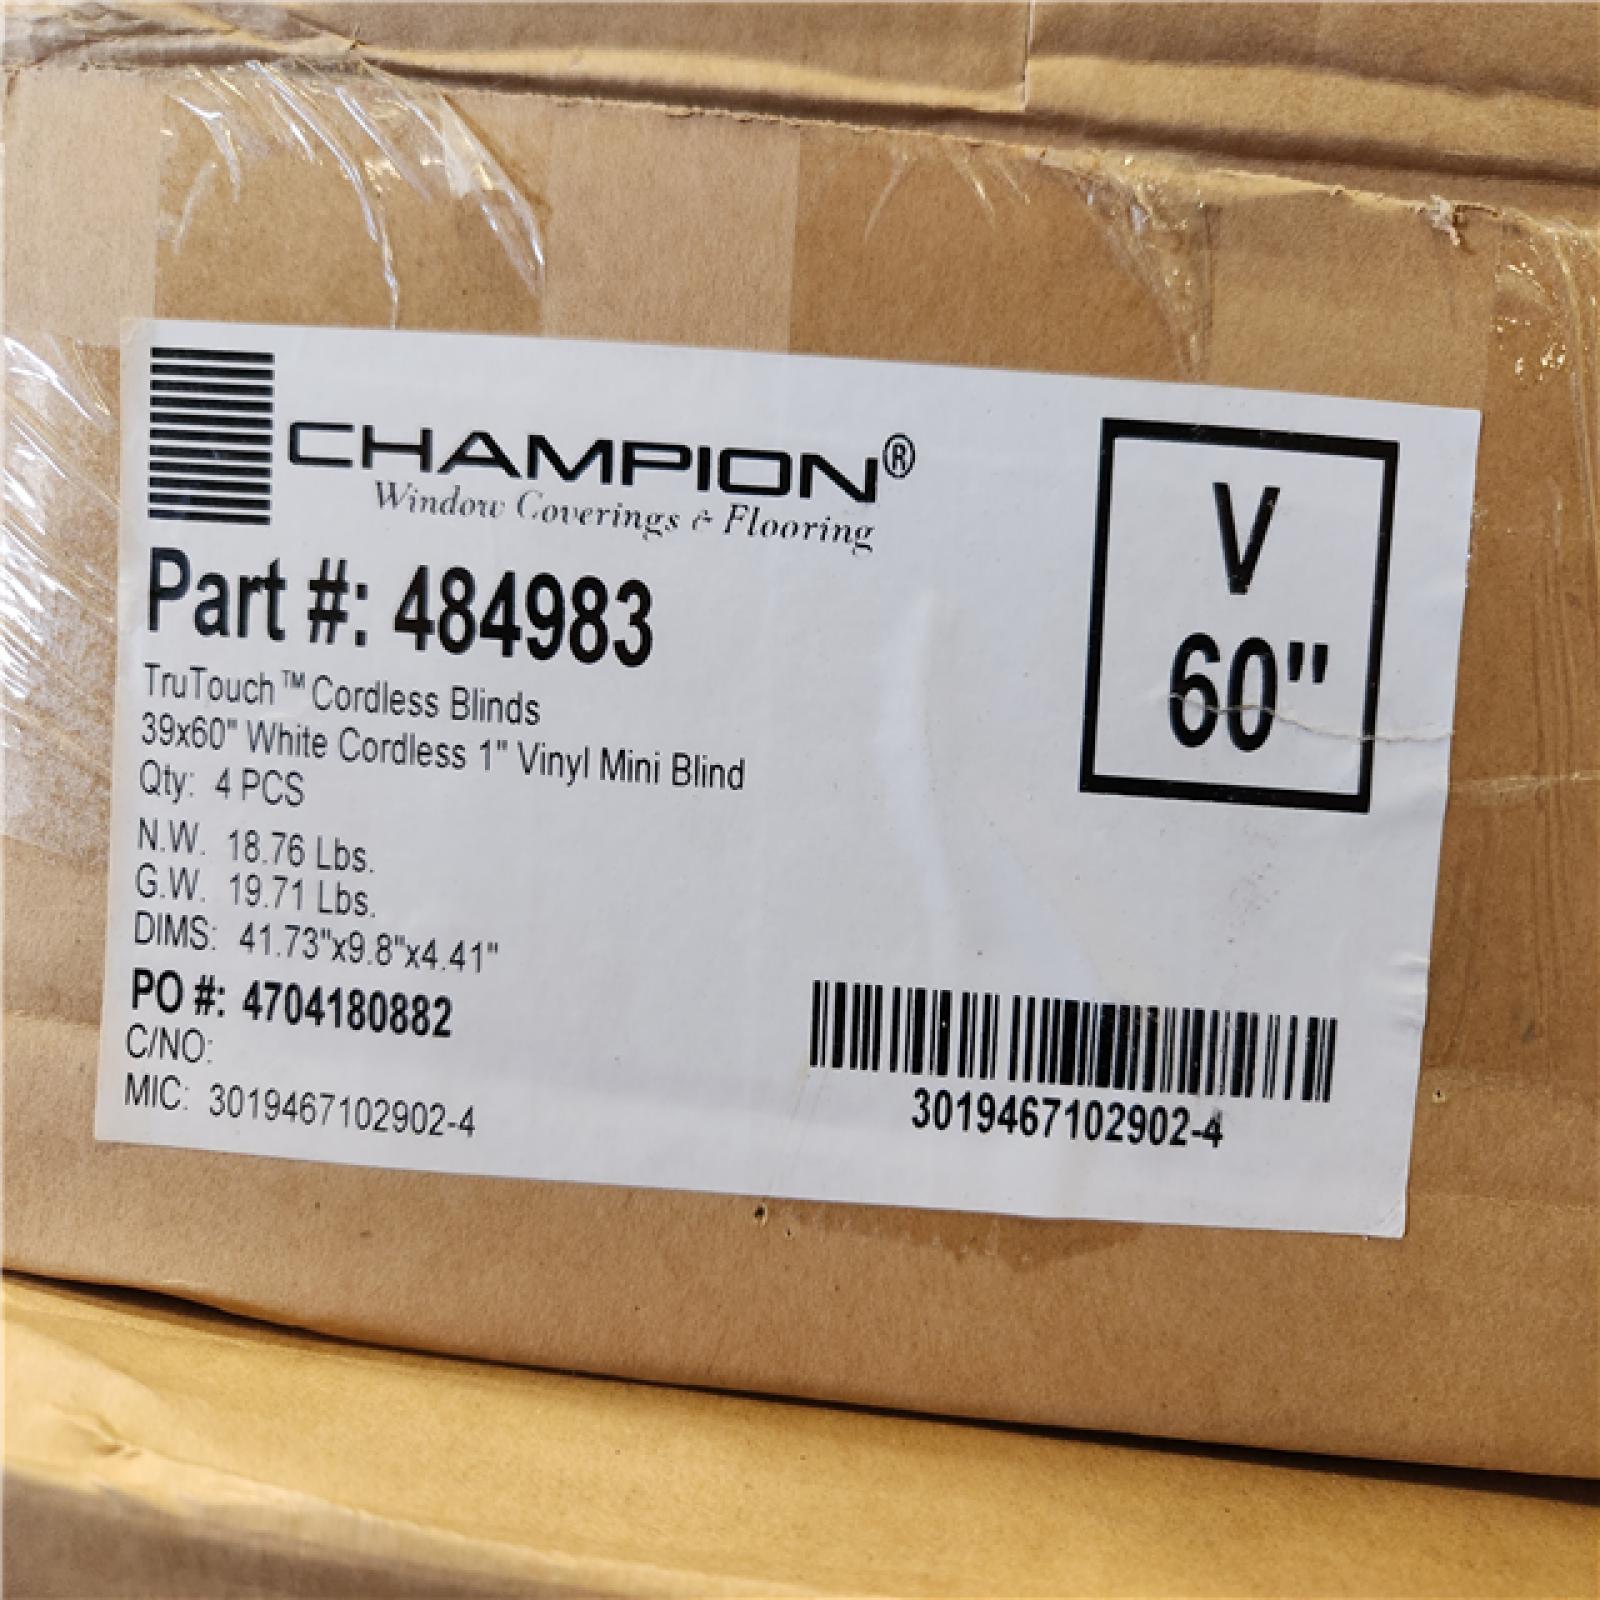 CHAMPION®
Window Coverings & Flooring
Part #: 484983
TruTouch™ Cordless Blinds
39x60" White Cordless 1" Vinyl Mini Blind
Qty: 4 PCS
N.W. 18.76 Lbs.
G.W. 19.71 Lbs.
DIMS: 41.73"x9.8"x4.41"
PO #: 4704180882
C/NO:
MIC: 3019467102902-4
V
60"
3019467102902-4